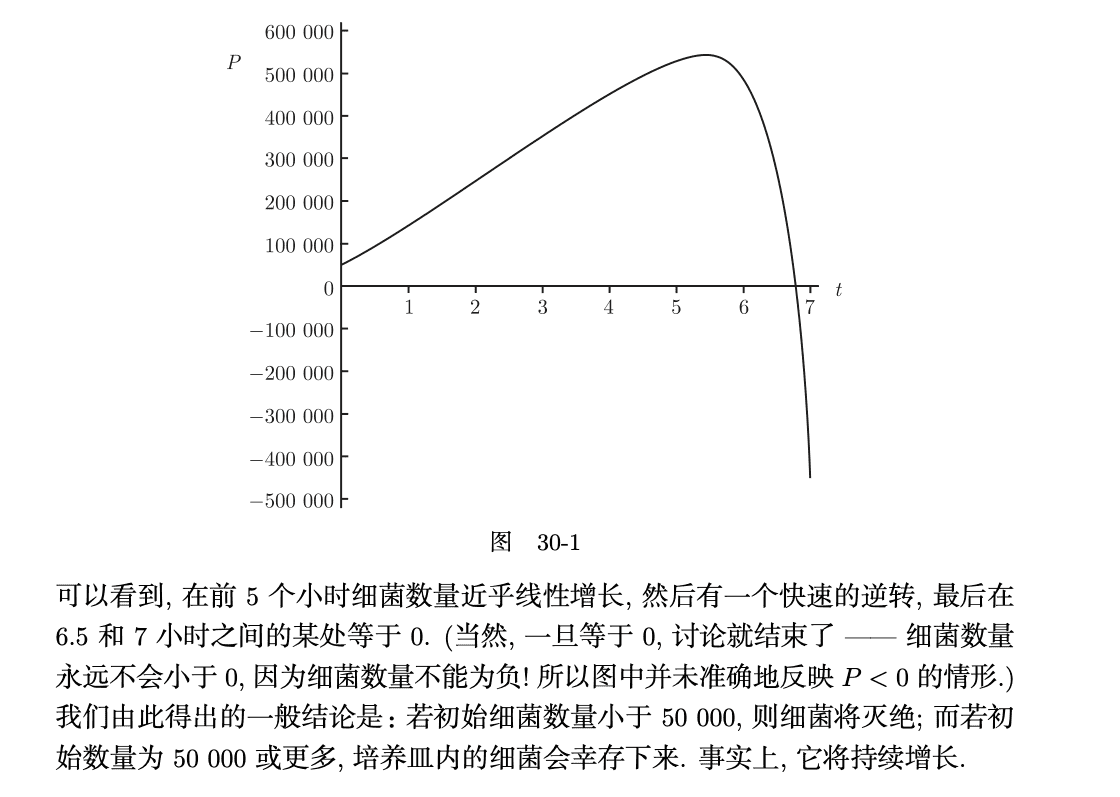 600 000
P
500 000
400 000
300 000
200 000
100 000
0
1 2 3 4 5 6 7 t
−100 000
−200 000
−300 000
−400 000
−500 000
图 30-1
可以看到, 在前 5 个小时细菌数量近乎线性增长, 然后有一个快速的逆转, 最后在
6.5 和 7 小时之间的某处等于 0. (当然, 一旦等于 0, 讨论就结束了 —— 细菌数量
永远不会小于 0, 因为细菌数量不能为负! 所以图中并未准确地反映 P < 0 的情形.)
我们由此得出的一般结论是: 若初始细菌数量小于 50 000, 则细菌将灭绝; 而若初
始数量为 50 000 或更多, 培养皿内的细菌会幸存下来. 事实上, 它将持续增长.